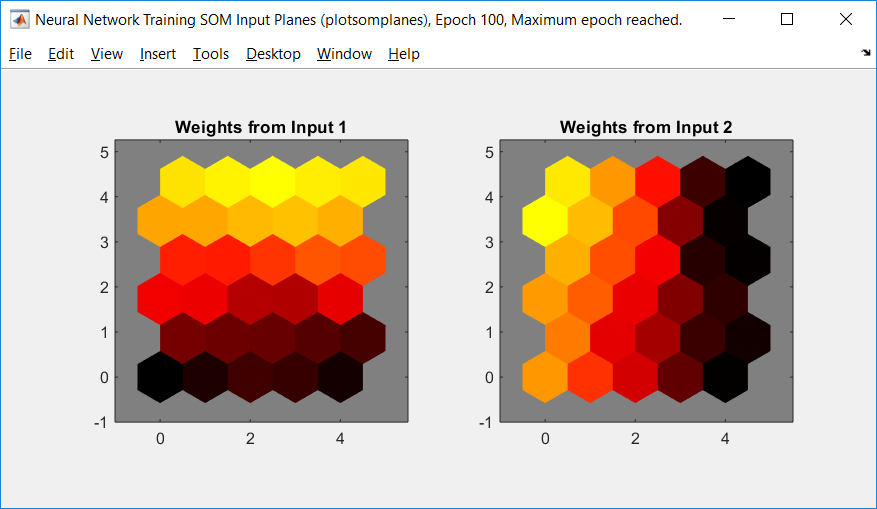 Neural Network Training SOM Input Planes (plotsomplanes), Epoch 100, Maximum epoch reached.
File Edit View Insert Tools Desktop Window Help
Weights from Input 1
5
4
3
2
1
0
-1
0 2 4
Weights from Input 2
5
4
3
2
1
0
-1
0 2 4